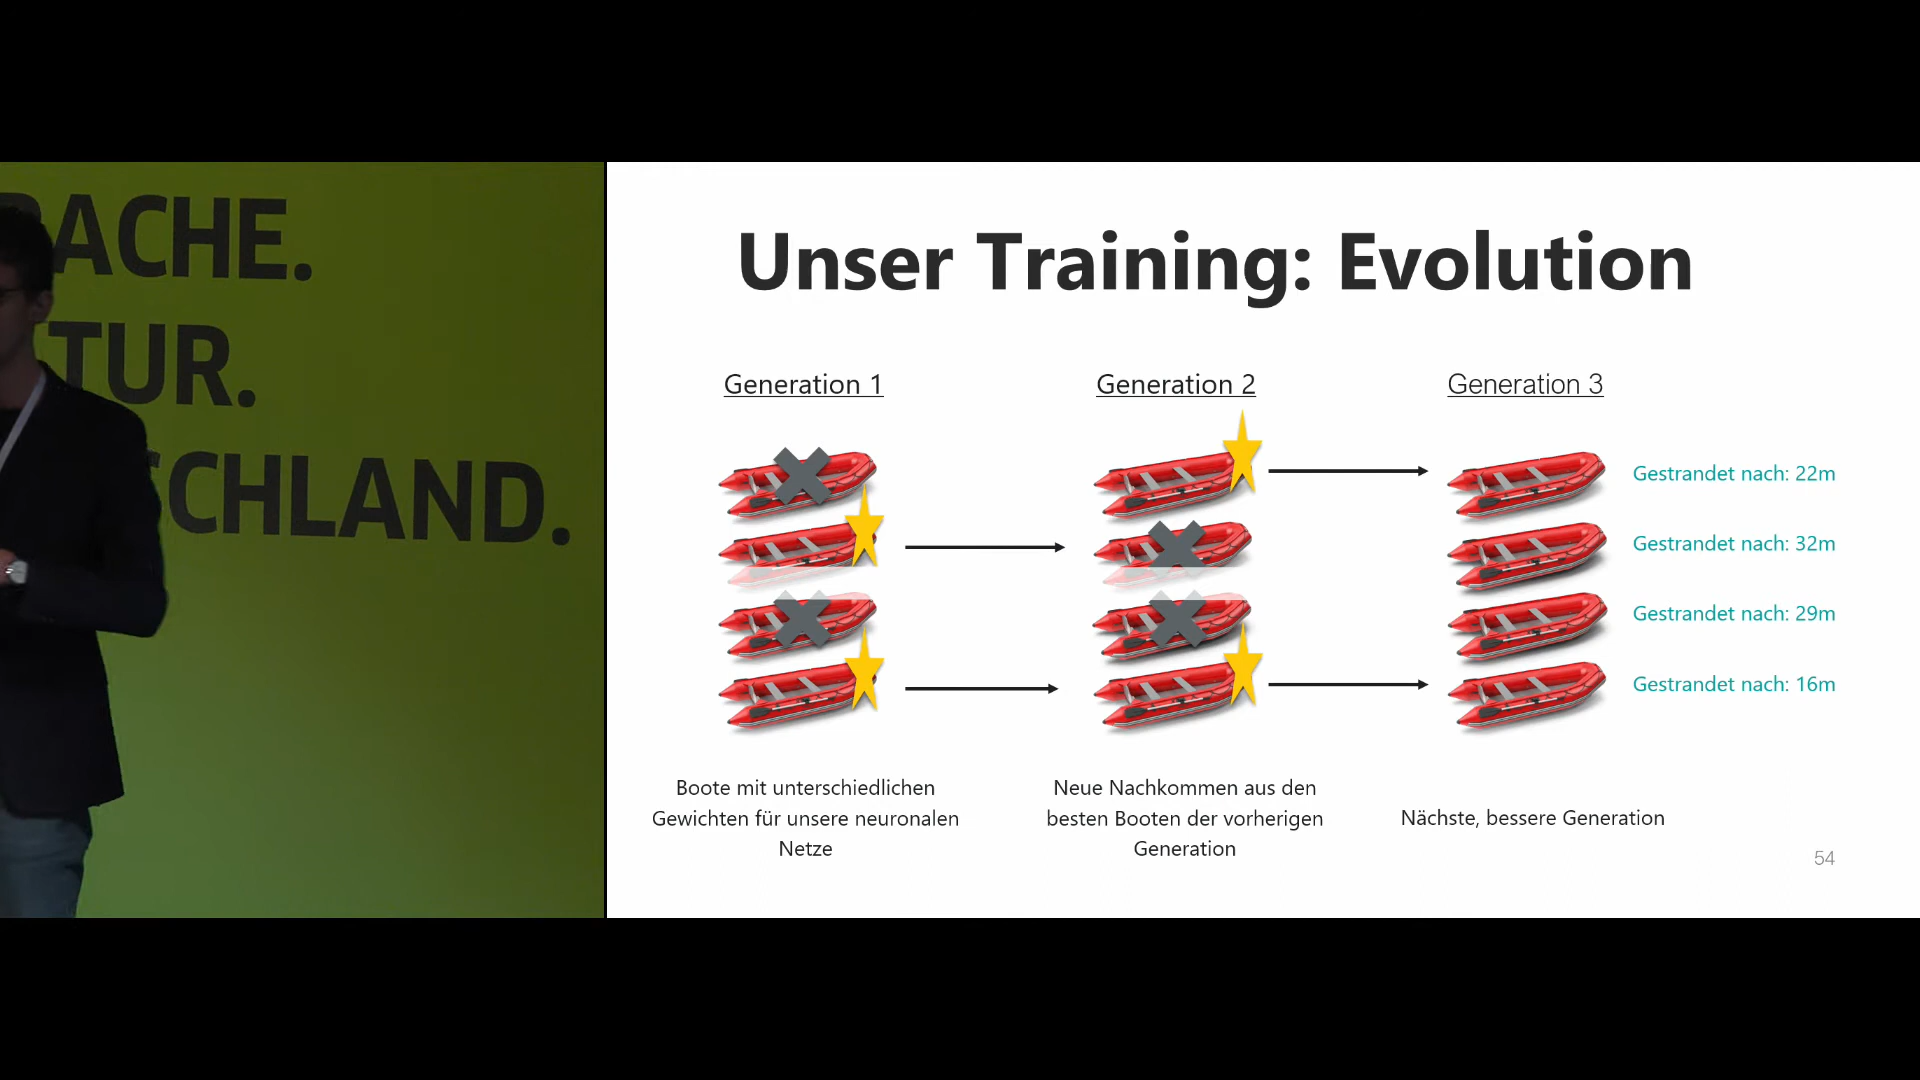 ACHE.
TUR.
SCHLAND.
Unser Training: Evolution
Generation 1
Generation 2
Generation 3
Gestrandet nach: 22m
Gestrandet nach: 32m
Gestrandet nach: 29m
Gestrandet nach: 16m
Boote mit unterschiedlichen
Gewichten für unsere neuronalen
Netze
Neue Nachkommen aus den
besten Booten der vorherigen
Generation
Nächste, bessere Generation
54